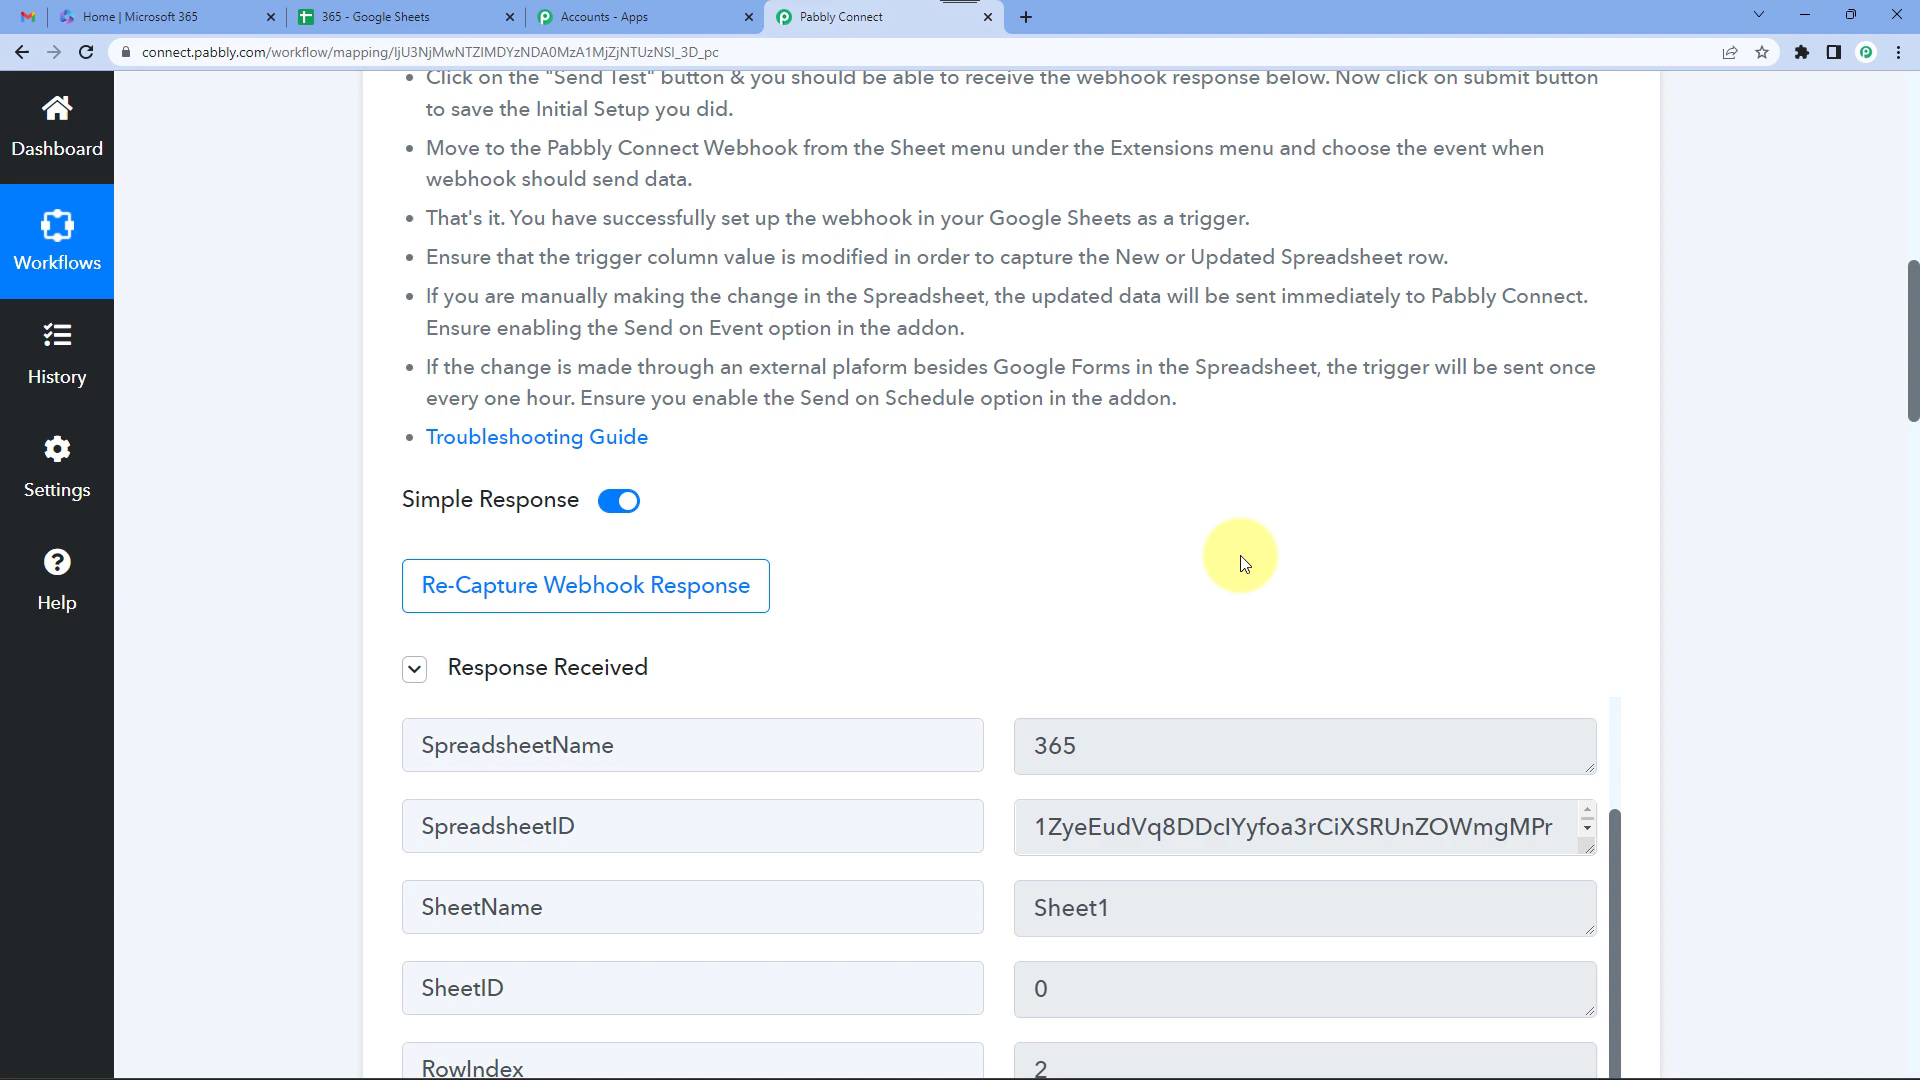 Home | Microsoft 365
365 - Google Sheets
Accounts - Apps
Pabbly Connect
connect.pabbly.com/workflow/mapping/IjU3NjMwNTZlMDYzNDA0MzA1MjZjNTUzNSI_3D_pc
Click on the "Send Test" button & you should be able to receive the webhook response below. Now click on submit button
to save the Initial Setup you did.
Move to the Pabbly Connect Webhook from the Sheet menu under the Extensions menu and choose the event when
webhook should send data.
That's it. You have successfully set up the webhook in your Google Sheets as a trigger.
Ensure that the trigger column value is modified in order to capture the New or Updated Spreadsheet row.
If you are manually making the change in the Spreadsheet, the updated data will be sent immediately to Pabbly Connect.
Ensure enabling the Send on Event option in the addon.
If the change is made through an external plaform besides Google Forms in the Spreadsheet, the trigger will be sent once
every one hour. Ensure you enable the Send on Schedule option in the addon.
Troubleshooting Guide
Dashboard
Workflows
History
Settings
Help
Simple Response
Re-Capture Webhook Response
Response Received
SpreadsheetName
365
SpreadsheetID
1ZyeEudVq8DDcIYyfoa3rCiXSRUnZOWmgMPr
SheetName
Sheet1
SheetID
0
RowIndex
2